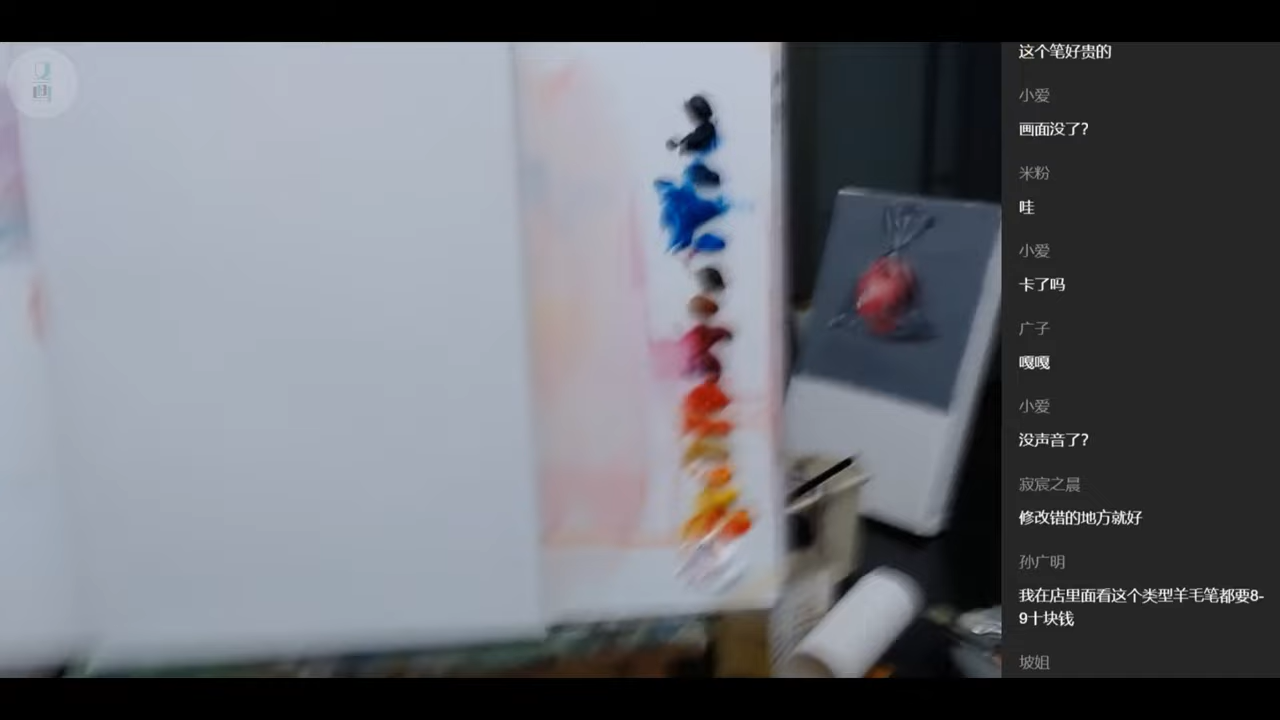 这个笔好贵的
小爱
画面没了?
米粉
哇
小爱
卡了吗
广子
嘎嘎
小爱
没声音了?
寂宸之晨
修改错的地方就好
孙广明
我在店里面看这个类型羊毛笔都要8-
9十块钱
坡姐